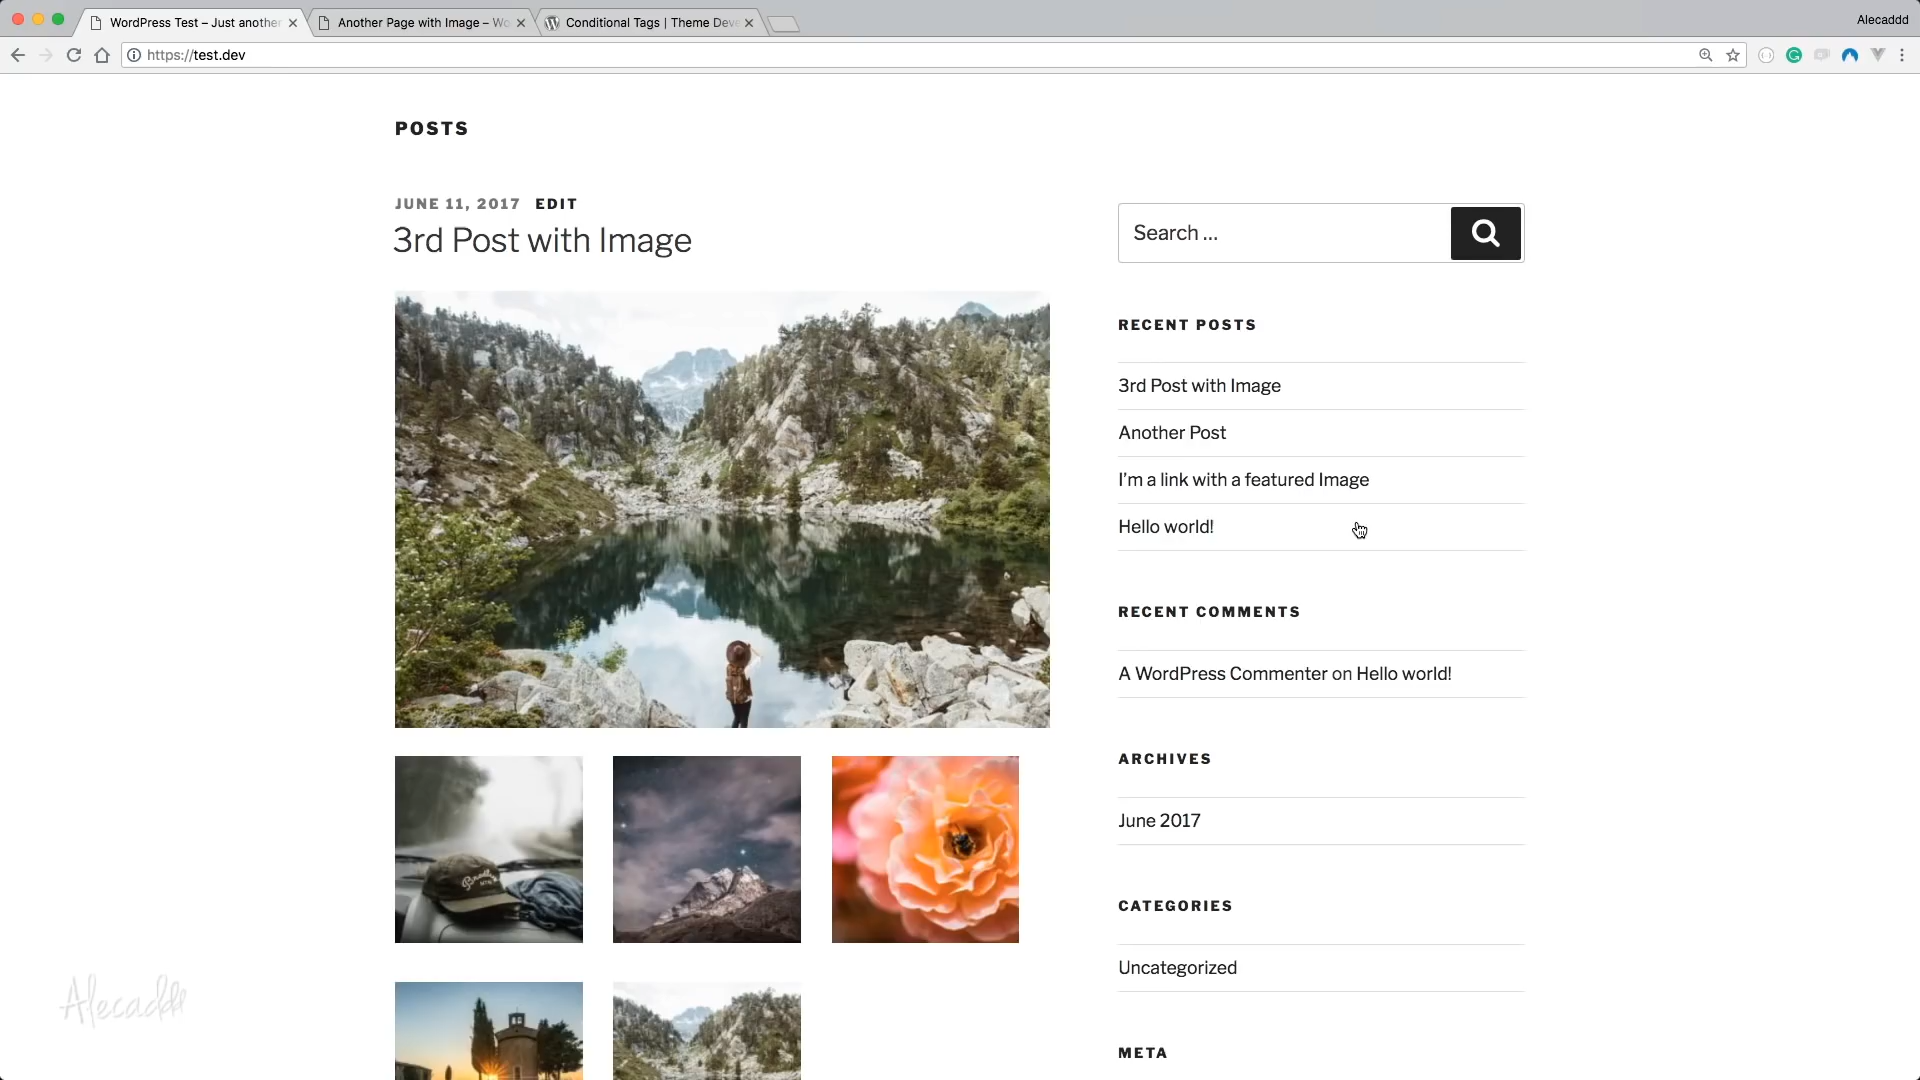 WordPress Test – Just another
Another Page with Image – Wo
Conditional Tags | Theme Deve
Alecaddd
https://test.dev
POSTS
JUNE 11, 2017 EDIT
3rd Post with Image
Search ...
RECENT POSTS
3rd Post with Image
Another Post
I'm a link with a featured Image
Hello world!
RECENT COMMENTS
A WordPress Commenter on Hello world!
ARCHIVES
June 2017
CATEGORIES
Uncategorized
META
Alecaddd